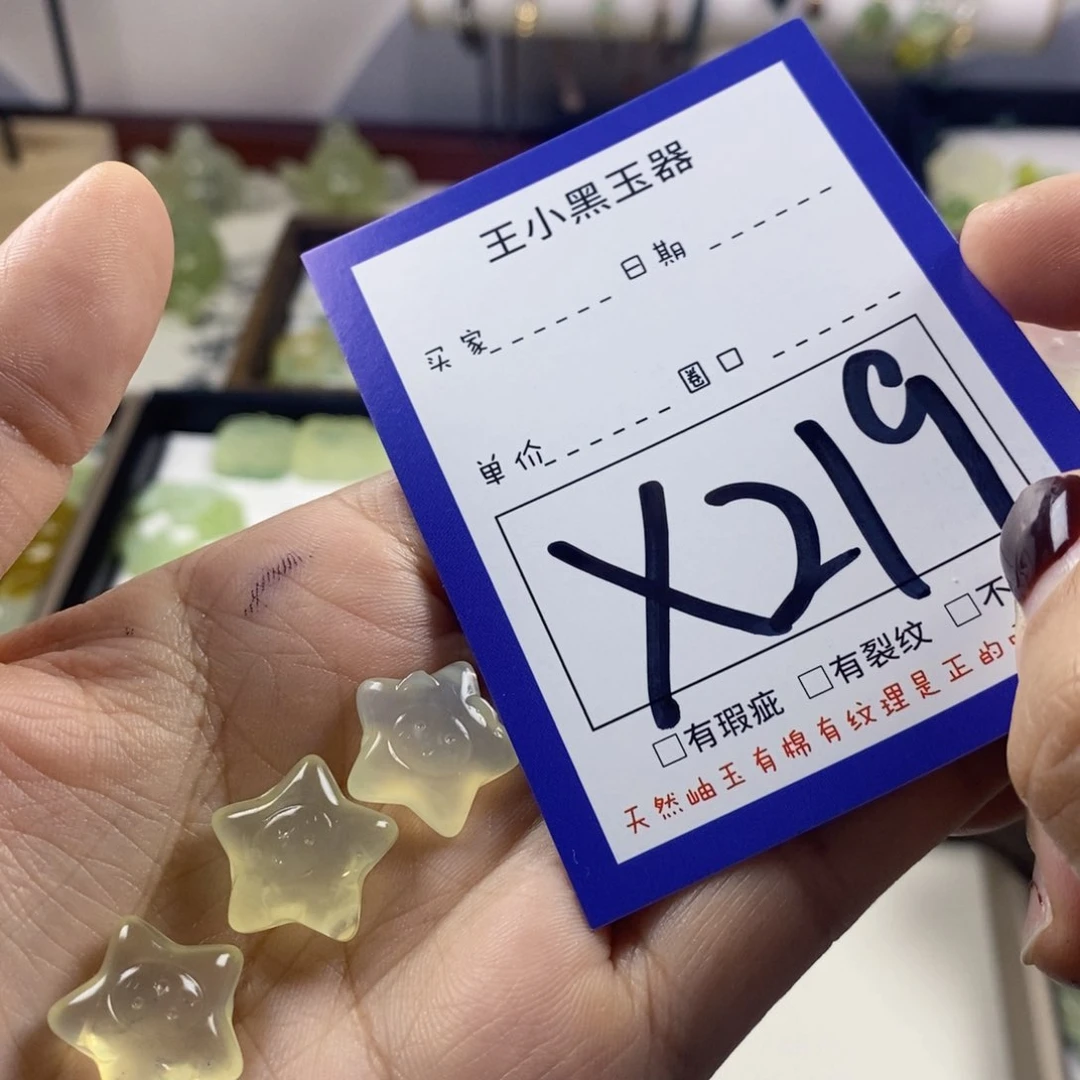 王小黑玉器
买家 日期
单价 圈口
X219
□有瑕疵 □有裂纹 □不
天然岫玉有棉有纹理是正的